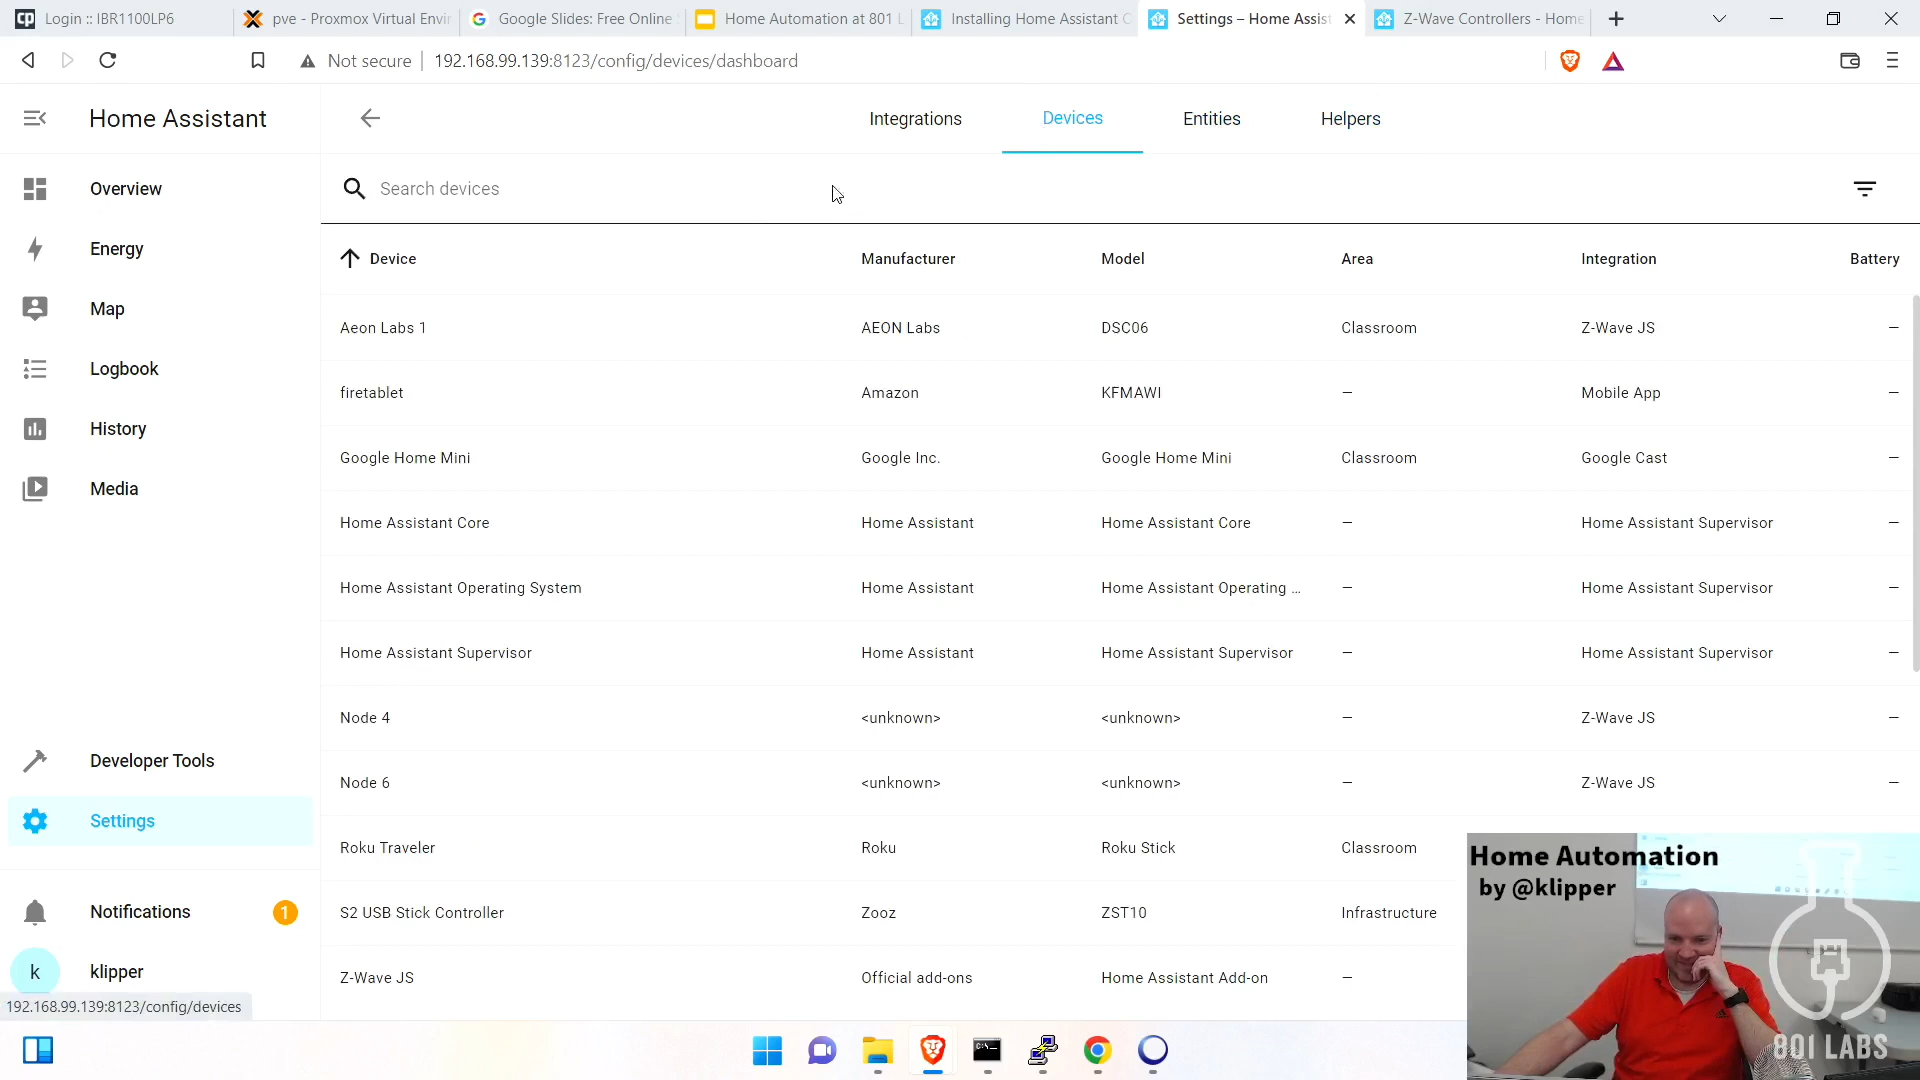 Login :: IBR1100LP6
pve - Proxmox Virtual Envir
Google Slides: Free Online
Home Automation at 801 L
Installing Home Assistant
Settings – Home Assist
Z-Wave Controllers - Home
Not secure
192.168.99.139:8123/config/devices/dashboard
Home Assistant
Integrations
Devices
Entities
Helpers
Overview
Energy
Map
Logbook
History
Media
Developer Tools
Settings
Notifications
1
k
klipper
192.168.99.139:8123/config/devices
Search devices
Device Manufacturer Model Area Integration Battery
Aeon Labs 1 AEON Labs DSC06 Classroom Z-Wave JS —
firetablet Amazon KFMAWI — Mobile App —
Google Home Mini Google Inc. Google Home Mini Classroom Google Cast —
Home Assistant Core Home Assistant Home Assistant Core — Home Assistant Supervisor —
Home Assistant Operating System Home Assistant Home Assistant Operating ... — Home Assistant Supervisor —
Home Assistant Supervisor Home Assistant Home Assistant Supervisor — Home Assistant Supervisor —
Node 4 <unknown> <unknown> — Z-Wave JS —
Node 6 <unknown> <unknown> — Z-Wave JS —
Roku Traveler Roku Roku Stick Classroom
S2 USB Stick Controller Zooz ZST10 Infrastructure
Z-Wave JS Official add-ons Home Assistant Add-on —
Home Automation
by @klipper
801 LABS